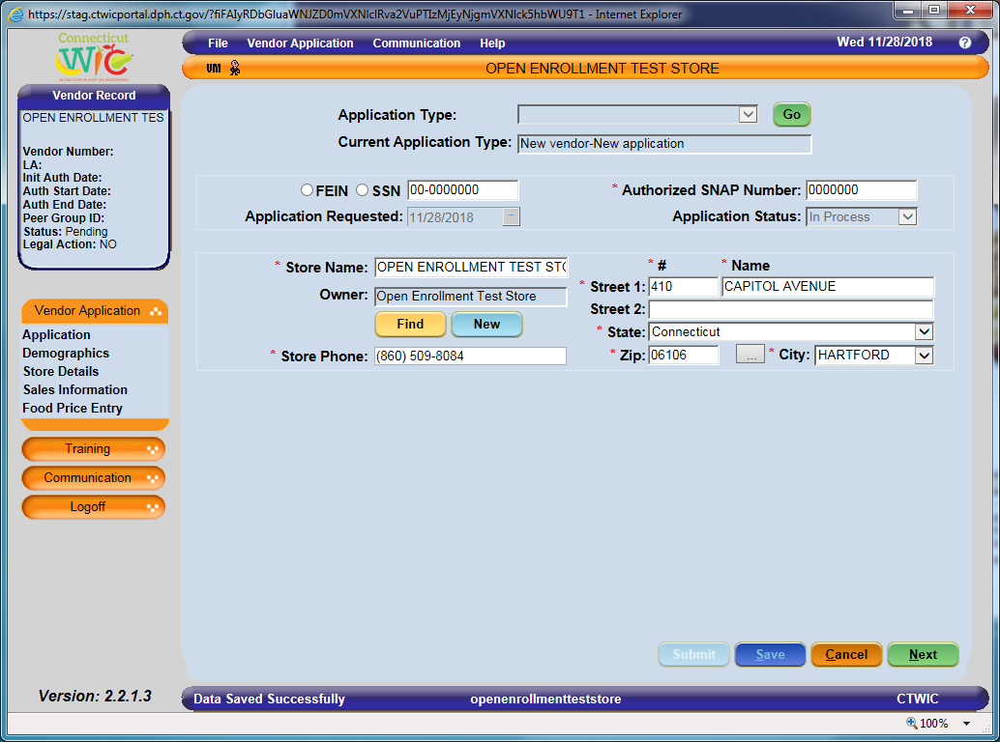 https://stag.ctwicportal.dph.ct.gov/?fiFAIyRDbGluaWNJZD0mVXNlclRva2VuPTIzMjEyNjgmVXNlck5hbWU9T1 - Internet Explorer
Connecticut
WIC
File Vendor Application Communication Help Wed 11/28/2018 ?
VM
OPEN ENROLLMENT TEST STORE
Vendor Record
OPEN ENROLLMENT TES
Vendor Number:
LA:
Init Auth Date:
Auth Start Date:
Auth End Date:
Peer Group ID:
Status: Pending
Legal Action: NO
Vendor Application
Application
Demographics
Store Details
Sales Information
Food Price Entry
Training
Communication
Logoff
Version: 2.2.1.3
Application Type: Go
Current Application Type: New vendor-New application
FEIN SSN 00-0000000 * Authorized SNAP Number: 0000000
Application Requested: 11/28/2018 Application Status: In Process
* Store Name: OPEN ENROLLMENT TEST STO * # * Name
* Street 1: 410 CAPITOL AVENUE
Owner: Open Enrollment Test Store
Street 2:
Find New
* State: Connecticut
* Store Phone: (860) 509-8084 * Zip: 06106 ... * City: HARTFORD
Submit Save Cancel Next
Data Saved Successfully openenrollmentteststore CTWIC
100%